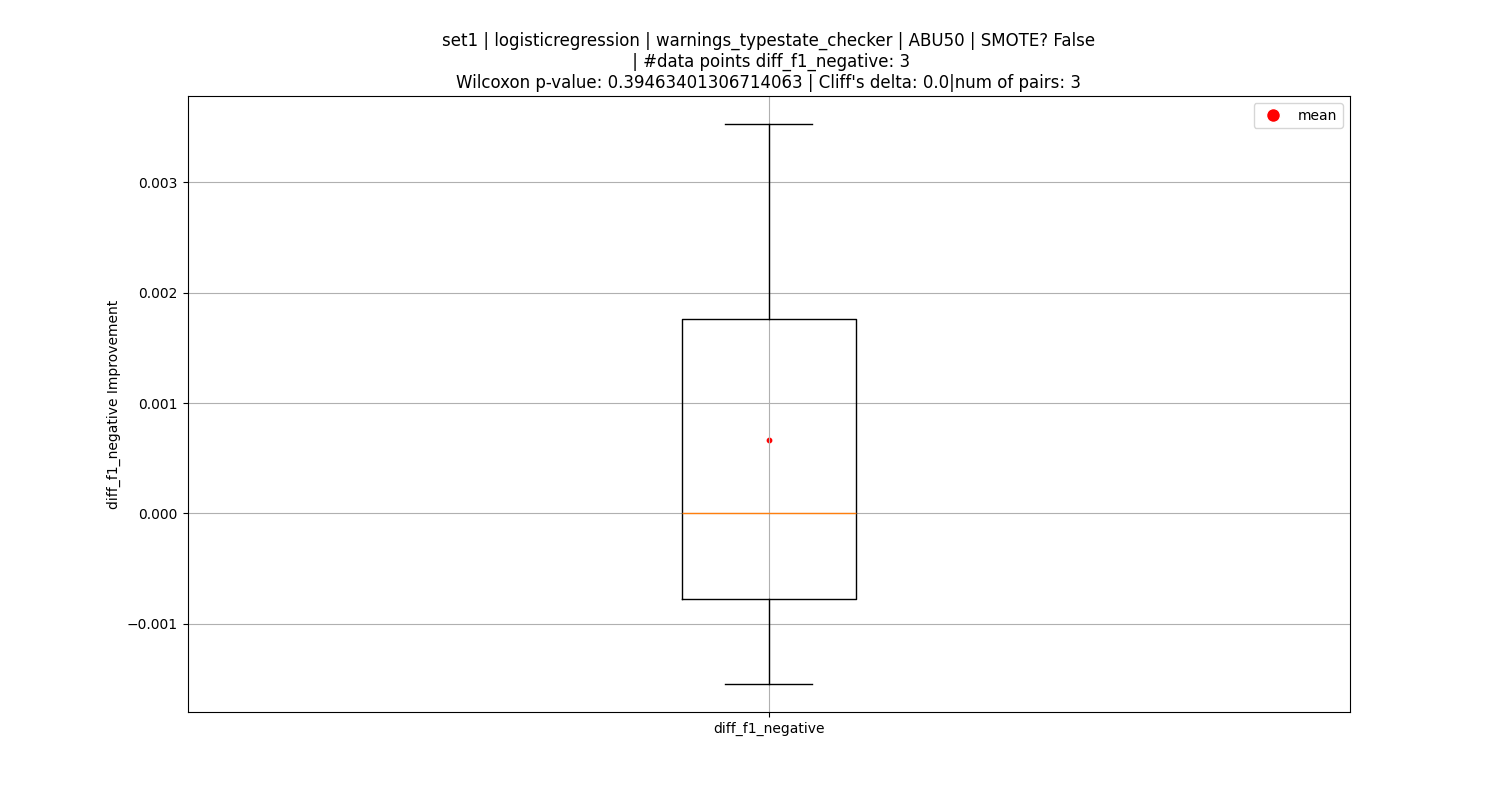 set1 | logisticregression | warnings_typestate_checker | ABU50 | SMOTE? False
| #data points diff_f1_negative: 3
Wilcoxon p-value: 0.39463401306714063 | Cliff's delta: 0.0|num of pairs: 3
mean
0.003
0.002
0.001
0.000
−0.001
diff_f1_negative Improvement
diff_f1_negative